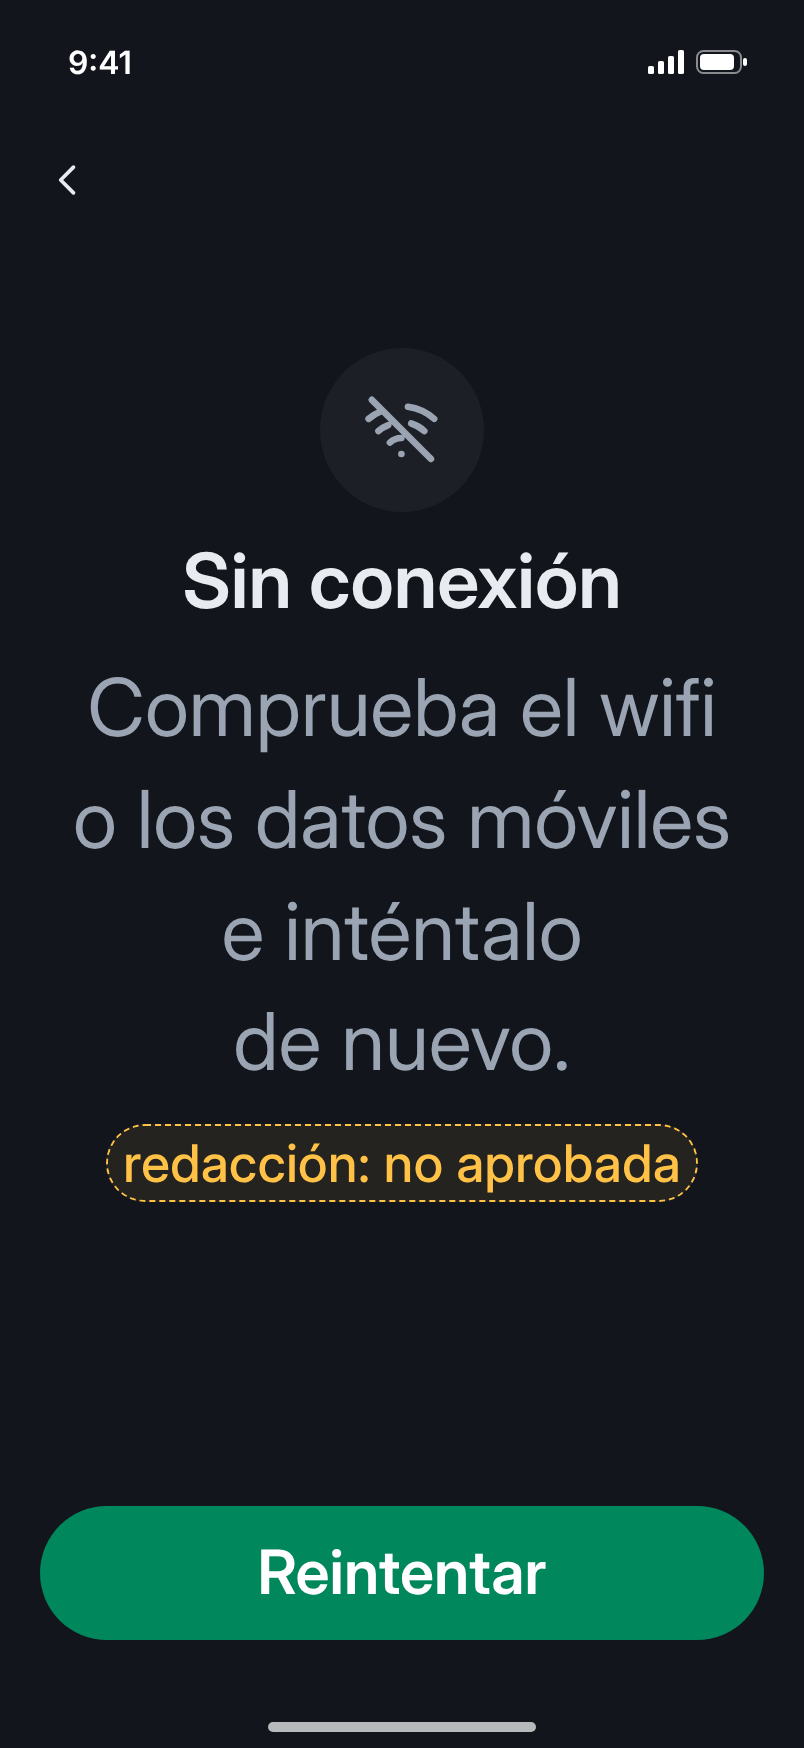 9:41
Sin conexión
Comprueba el wifi
o los datos móviles
e inténtalo
de nuevo.
redacción: no aprobada
Reintentar